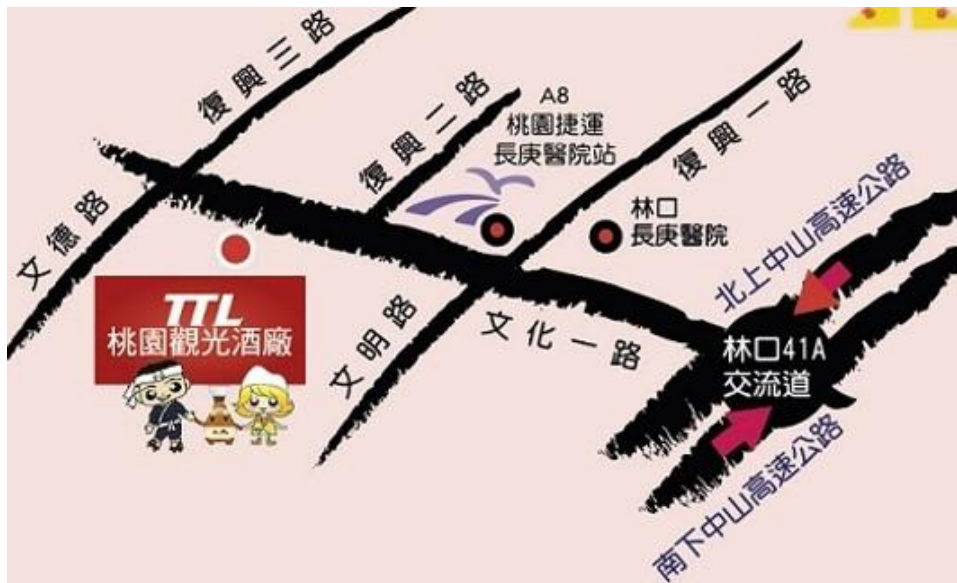 復興三路
復興二路
A8
桃園捷運
長庚醫院站
復興一路
文德路
林口
長庚醫院
北上中山高速公路
TTL
桃園觀光酒廠
文明路
文化一路
林口41A
交流道
南下中山高速公路